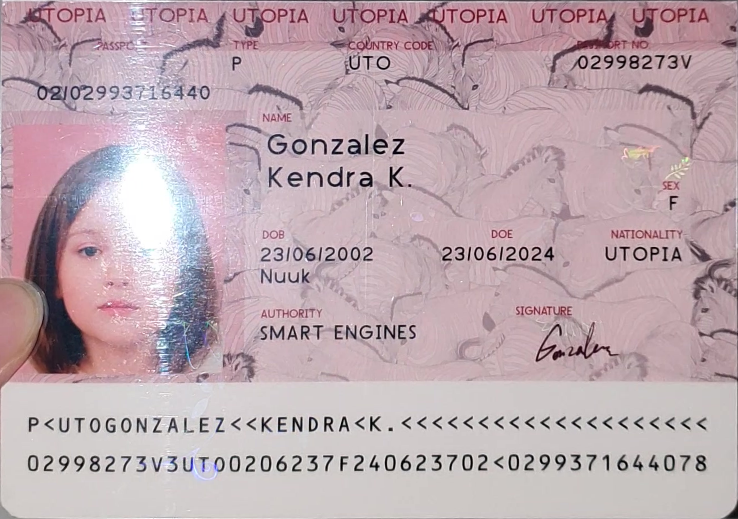 UTOPIA UTOPIA UTOPIA UTOPIA UTOPIA UTOPIA UTOPIA
TYPE COUNTRY CODE PASSPORT NO
P UTO 02998273V
02/02993716440
NAME
Gonzalez
Kendra K.
SEX
F
DOB DOE NATIONALITY
23/06/2002 23/06/2024 UTOPIA
Nuuk
AUTHORITY SIGNATURE
SMART ENGINES Gonzalez
P<UTOGONZALEZ<<KENDRA<K.<<<<<<<<<<<<<<<<<<<<
02998273V3UTO0206237F240623702<0299371644078